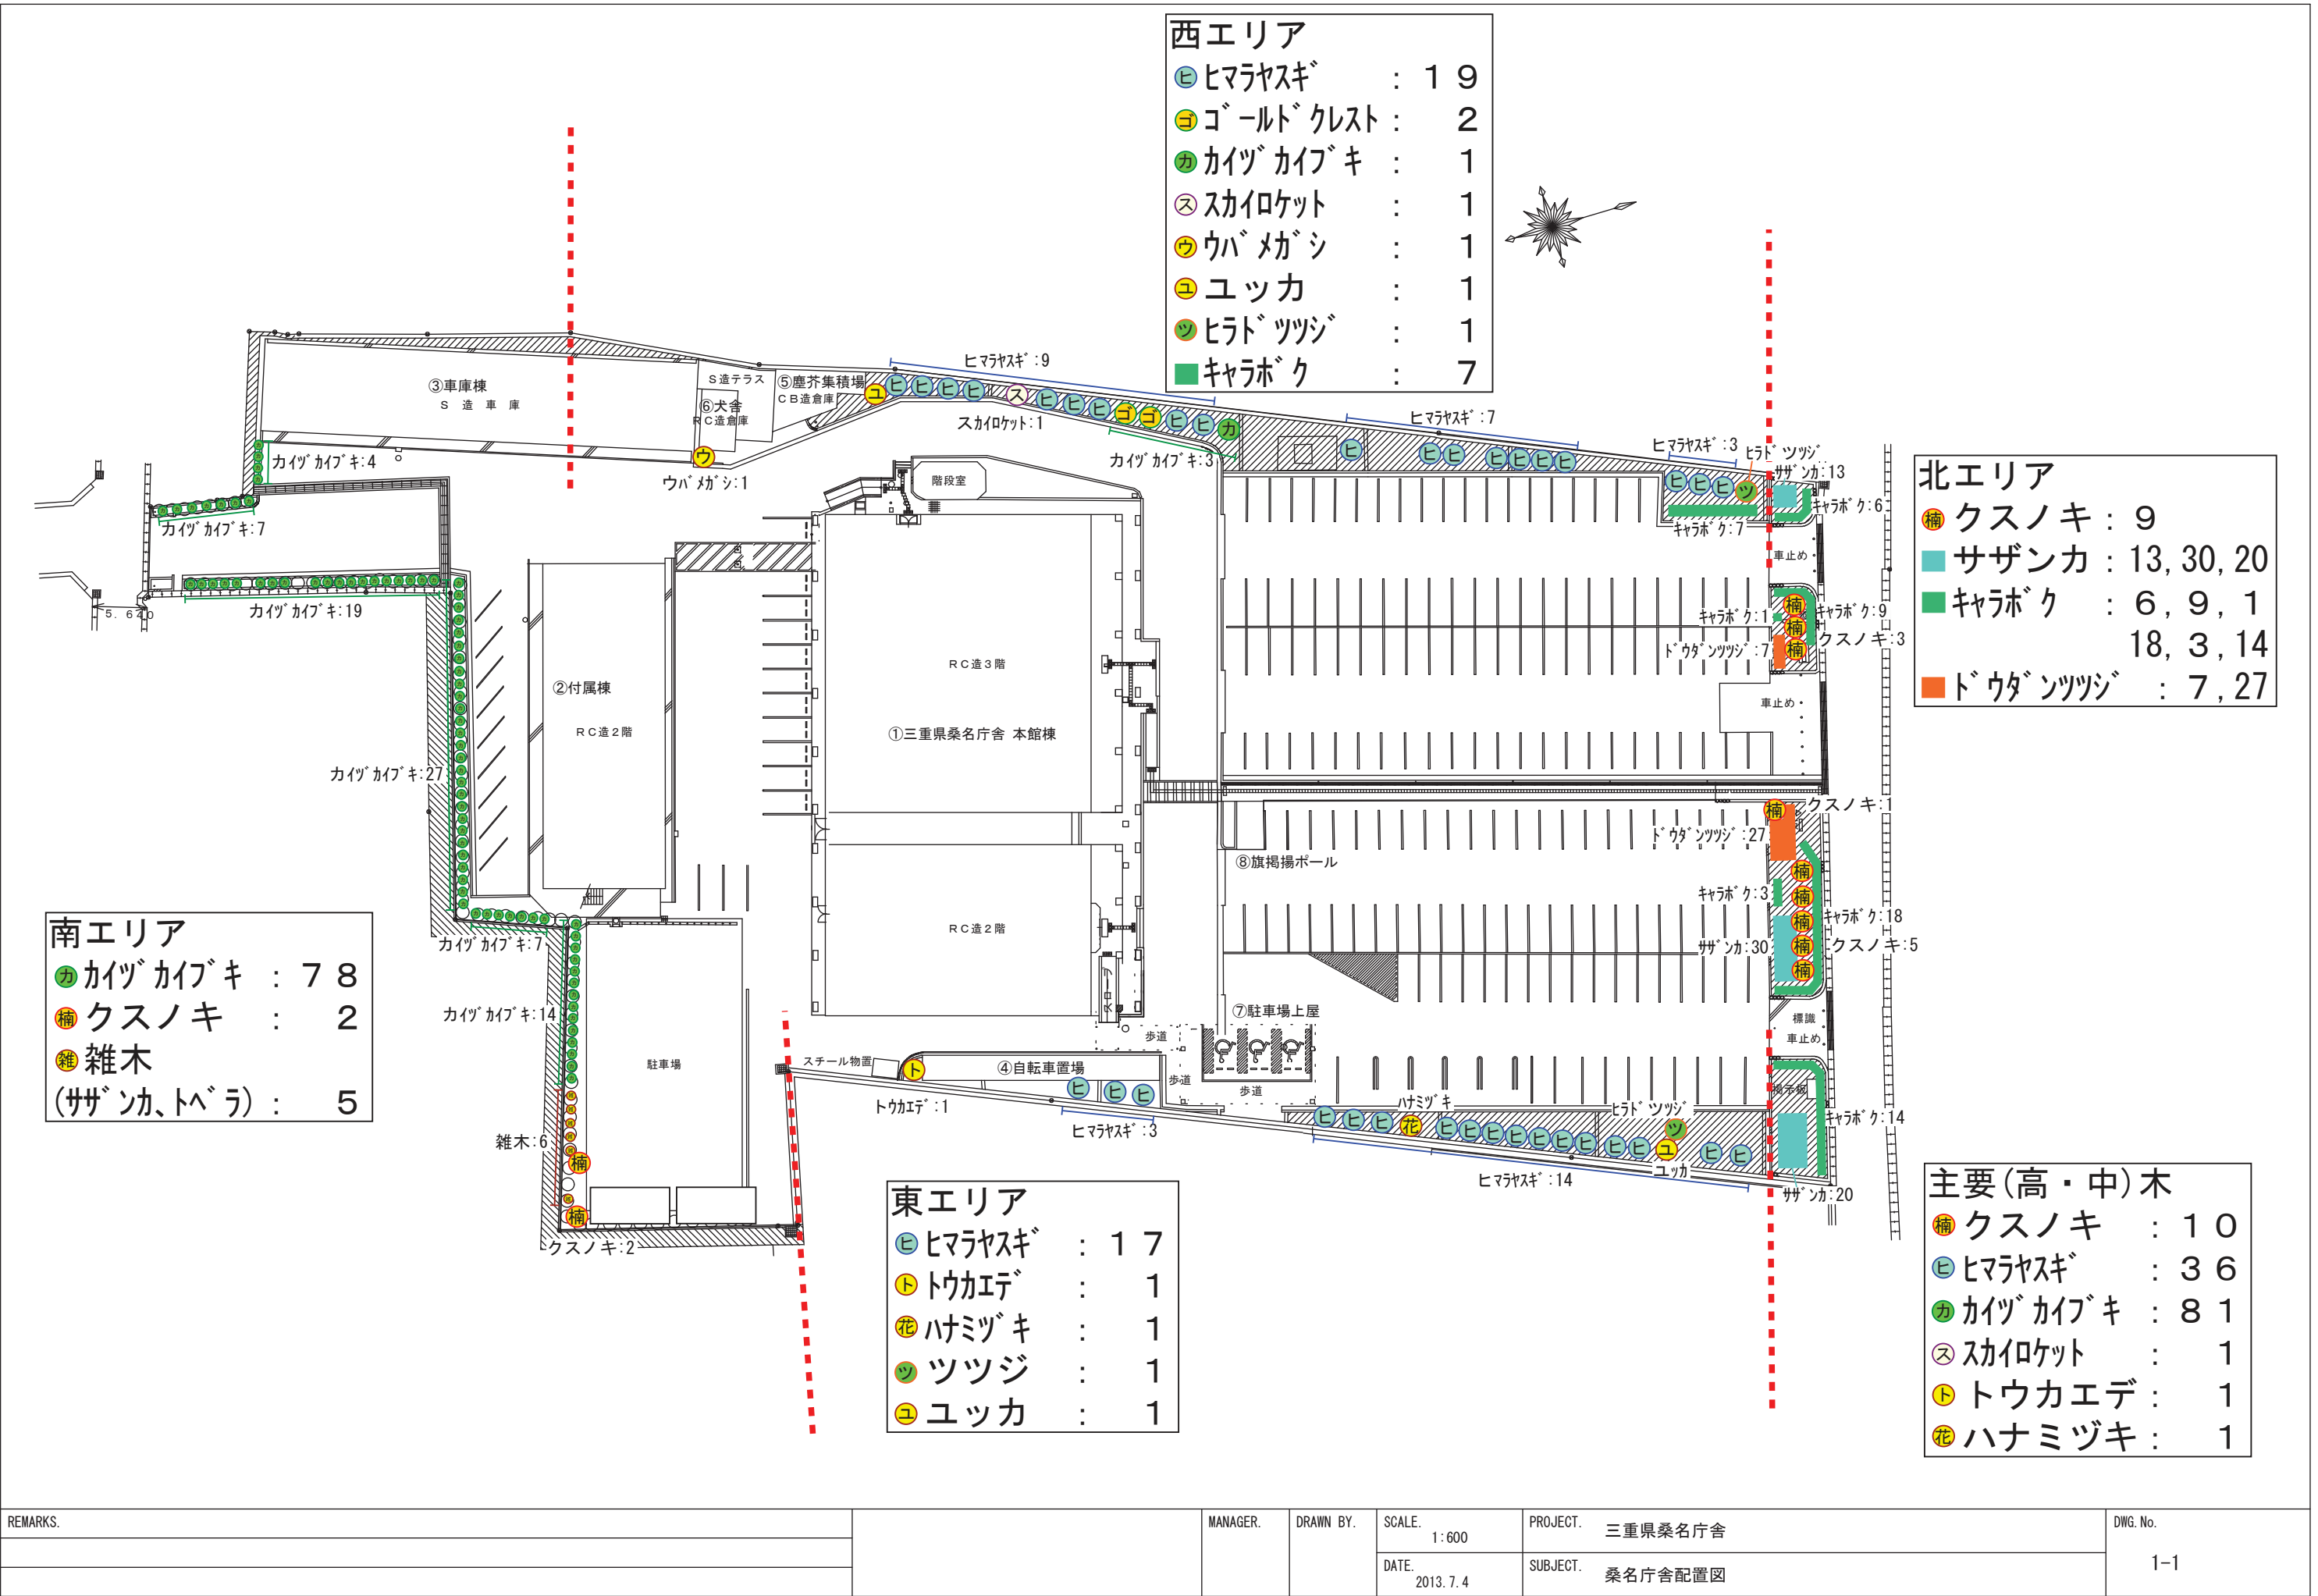 西エリア
ヒ ヒマラヤスギ : 19
ゴ ゴールドクレスト : 2
カ カイヅカイブキ : 1
ス スカイロケット : 1
ウ ウバメガシ : 1
ユ ユッカ : 1
ツ ヒラドツツジ : 1
キャラボク : 7
北エリア
楠 クスノキ : 9
サザンカ : 13, 30, 20
キャラボク : 6, 9, 1
18, 3, 14
ドウダンツツジ : 7, 27
南エリア
カ カイヅカイブキ : 78
楠 クスノキ : 2
雑 雑木
(サザンカ、トベラ) : 5
東エリア
ヒ ヒマラヤスギ : 17
ト トウカエデ : 1
花 ハナミヅキ : 1
ツ ツツジ : 1
ユ ユッカ : 1
主要(高・中)木
楠 クスノキ : 10
ヒ ヒマラヤスギ : 36
カ カイヅカイブキ : 81
ス スカイロケット : 1
ト トウカエデ : 1
花 ハナミヅキ : 1
③車庫棟
S 造 車 庫
S造テラス
⑥犬舎
RC造倉庫
⑤塵芥集積場
CB造倉庫
ヒマラヤスギ:9
スカイロケット:1
カイヅカイブキ:3
ウバメガシ:1
ヒマラヤスギ:7
ヒマラヤスギ:3
ヒラドツツジ
サザンカ:13
キャラボク:6
キャラボク:7
車止め
カイヅカイブキ:4
カイヅカイブキ:7
カイヅカイブキ:19
5.640
階段室
キャラボク:1
キャラボク:9
クスノキ:3
ドウダンツツジ:7
車止め
②付属棟
RC造2階
RC造3階
①三重県桑名庁舎 本館棟
カイヅカイブキ:27
クスノキ:1
ドウダンツツジ:27
⑧旗掲揚ポール
キャラボク:3
キャラボク:18
サザンカ:30
クスノキ:5
RC造2階
カイヅカイブキ:7
カイヅカイブキ:14
⑦駐車場上屋
標識
車止め
歩道
歩道
歩道
駐車場
スチール物置
④自転車置場
トウカエデ:1
ヒマラヤスギ:3
ハナミヅキ
ヒラドツツジ
ユッカ
ヒマラヤスギ:14
掲示板
キャラボク:14
サザンカ:20
雑木:6
クスノキ:2
REMARKS.
MANAGER.
DRAWN BY.
SCALE.
1:600
DATE.
2013.7.4
PROJECT. 三重県桑名庁舎
SUBJECT. 桑名庁舎配置図
DWG. No.
1-1